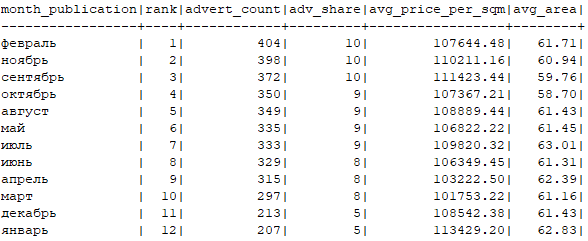 month_publication|rank|advert_count|adv_share|avg_price_per_sqm|avg_area|
-----------------+----+------------+---------+-----------------+--------+
февраль          |   1|         404|       10|        107644.48|   61.71|
ноябрь           |   2|         398|       10|        110211.16|   60.94|
сентябрь         |   3|         372|       10|        111423.44|   59.76|
октябрь          |   4|         350|        9|        107367.21|   58.70|
август           |   5|         349|        9|        108889.44|   61.43|
май              |   6|         335|        9|        106822.22|   61.45|
июль             |   7|         333|        9|        109820.32|   63.01|
июнь             |   8|         329|        8|        106349.45|   61.31|
апрель           |   9|         315|        8|        103222.50|   62.39|
март             |  10|         297|        8|        101753.22|   61.16|
декабрь          |  11|         213|        5|        108542.38|   61.43|
январь           |  12|         207|        5|        113429.20|   62.83|